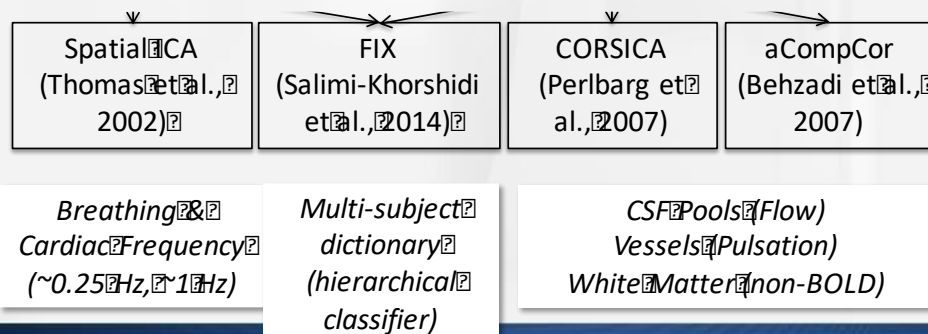 Spatial ICA
(Thomas et al.,
2002)
FIX
(Salimi-Khorshidi
et al., 2014)
CORSICA
(Perlbarg et
al., 2007)
aCompCor
(Behzadi et al.,
2007)
Breathing &
Cardiac Frequency
(~0.25 Hz, ~1 Hz)
Multi-subject
dictionary
(hierarchical
classifier)
CSF Pools (Flow)
Vessels (Pulsation)
White Matter (non-BOLD)